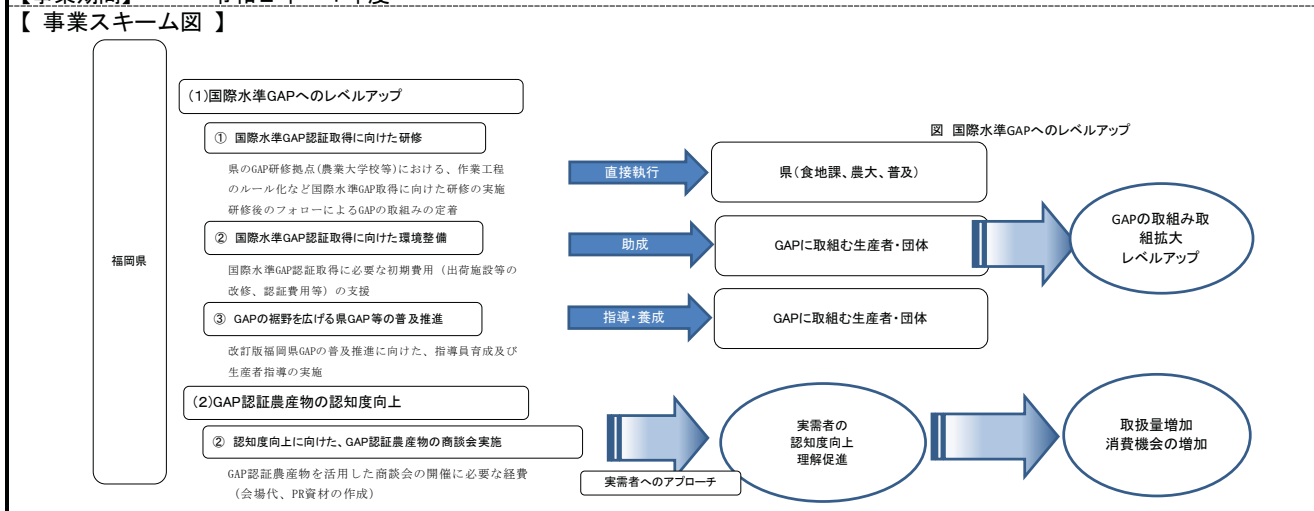 【 事業スキーム図 】
福岡県
(1)国際水準GAPへのレベルアップ
① 国際水準GAP認証取得に向けた研修
県のGAP研修拠点(農業大学校等)における、作業工程
のルール化など国際水準GAP取得に向けた研修の実施
研修後のフォローによるGAPの取組みの定着
② 国際水準GAP認証取得に向けた環境整備
国際水準GAP認証取得に必要な初期費用（出荷施設等の
改修、認証費用等）の支援
③ GAPの裾野を広げる県GAP等の普及推進
改訂版福岡県GAPの普及推進に向けた、指導員育成及び
生産者指導の実施
(2)GAP認証農産物の認知度向上
② 認知度向上に向けた、GAP認証農産物の商談会実施
GAP認証農産物を活用した商談会の開催に必要な経費
（会場代、PR資材の作成）
図 国際水準GAPへのレベルアップ
直接執行
県(食地課、農大、普及)
助成
GAPに取組む生産者・団体
指導・養成
GAPに取組む生産者・団体
GAPの取組み取
組拡大
レベルアップ
実需者へのアプローチ
実需者の
認知度向上
理解促進
取扱量増加
消費機会の増加